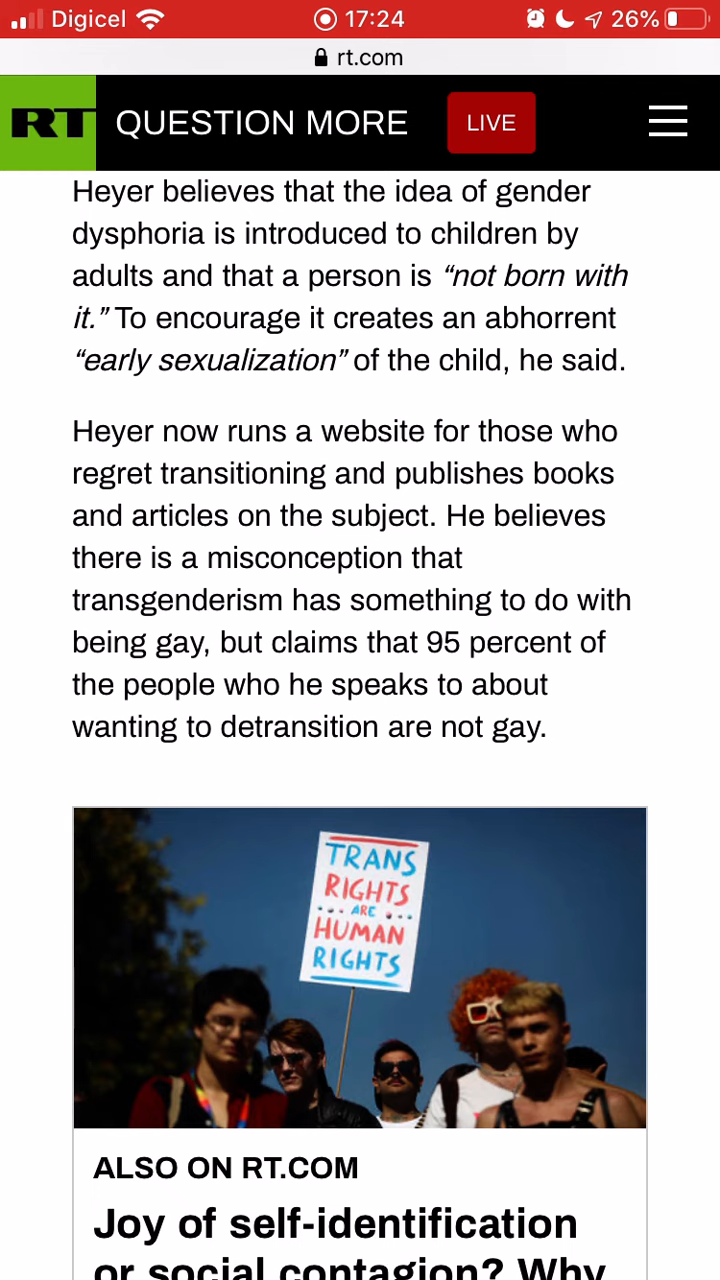 Digicel 17:24 26%
rt.com
RT QUESTION MORE LIVE
Heyer believes that the idea of gender
dysphoria is introduced to children by
adults and that a person is “not born with
it.” To encourage it creates an abhorrent
“early sexualization” of the child, he said.
Heyer now runs a website for those who
regret transitioning and publishes books
and articles on the subject. He believes
there is a misconception that
transgenderism has something to do with
being gay, but claims that 95 percent of
the people who he speaks to about
wanting to detransition are not gay.
TRANS
RIGHTS
ARE
HUMAN
RIGHTS
ALSO ON RT.COM
Joy of self-identification
or social contagion? Why